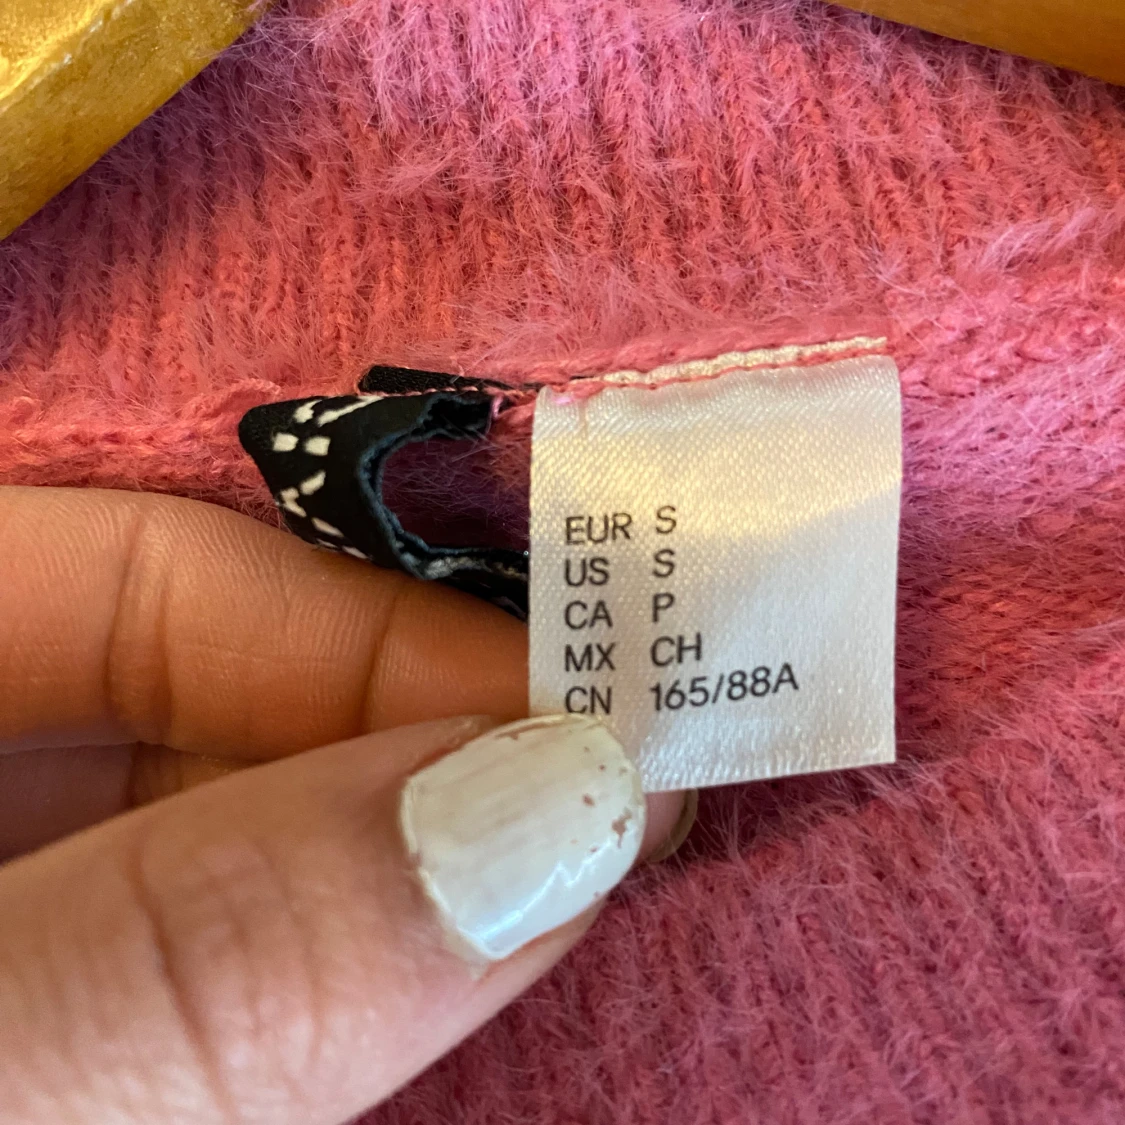 EUR S
US S
CA P
MX CH
CN 165/88A